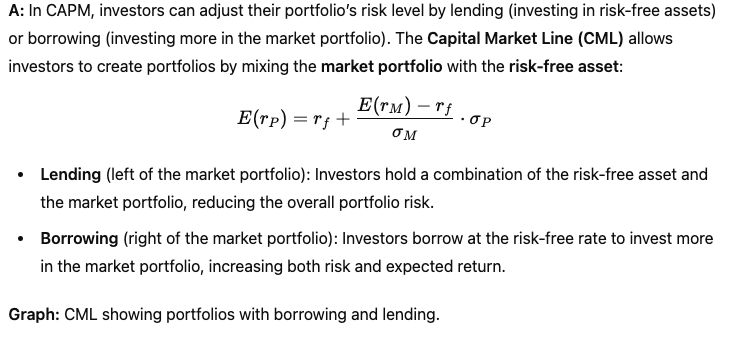 A: In CAPM, investors can adjust their portfolio's risk level by lending (investing in risk-free assets)
or borrowing (investing more in the market portfolio). The Capital Market Line (CML) allows
investors to create portfolios by mixing the market portfolio with the risk-free asset:
E(r_P) = r_f + \frac{E(r_M) − r_f}{σ_M} · σ_P
• Lending (left of the market portfolio): Investors hold a combination of the risk-free asset and
the market portfolio, reducing the overall portfolio risk.
• Borrowing (right of the market portfolio): Investors borrow at the risk-free rate to invest more
in the market portfolio, increasing both risk and expected return.
Graph: CML showing portfolios with borrowing and lending.